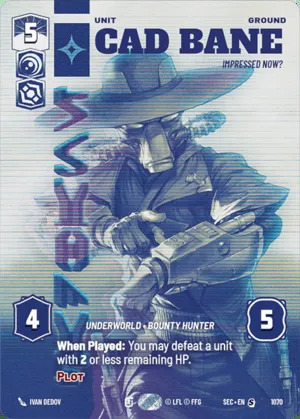 UNIT
GROUND
5
CAD BANE
IMPRESSED NOW?
4
5
UNDERWORLD • BOUNTY HUNTER
When Played: You may defeat a unit
with 2 or less remaining HP.
PLOT
IVAN DEDOV
© LFL © FFG
SEC • EN
S
1070